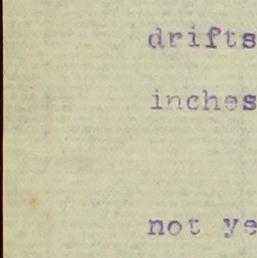 drifts
inches
not ye